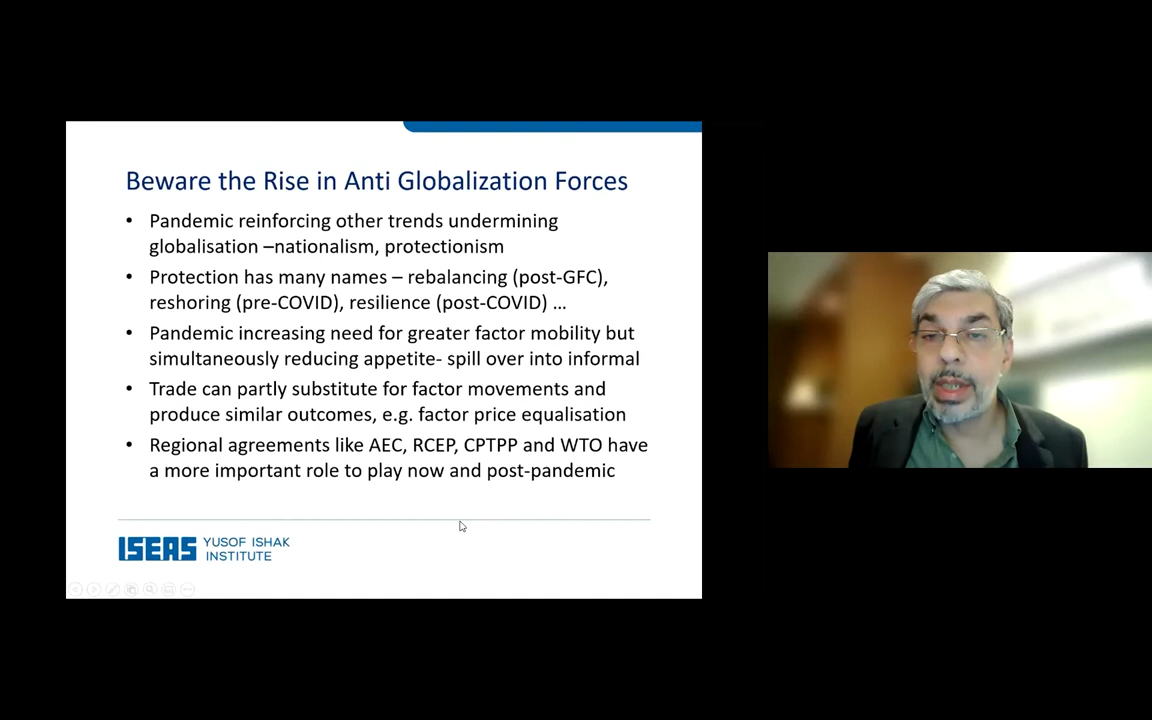 Beware the Rise in Anti Globalization Forces
• Pandemic reinforcing other trends undermining
globalisation –nationalism, protectionism
• Protection has many names – rebalancing (post-GFC),
reshoring (pre-COVID), resilience (post-COVID) ...
• Pandemic increasing need for greater factor mobility but
simultaneously reducing appetite- spill over into informal
• Trade can partly substitute for factor movements and
produce similar outcomes, e.g. factor price equalisation
• Regional agreements like AEC, RCEP, CPTPP and WTO have
a more important role to play now and post-pandemic
ISEAS YUSOF ISHAK
INSTITUTE